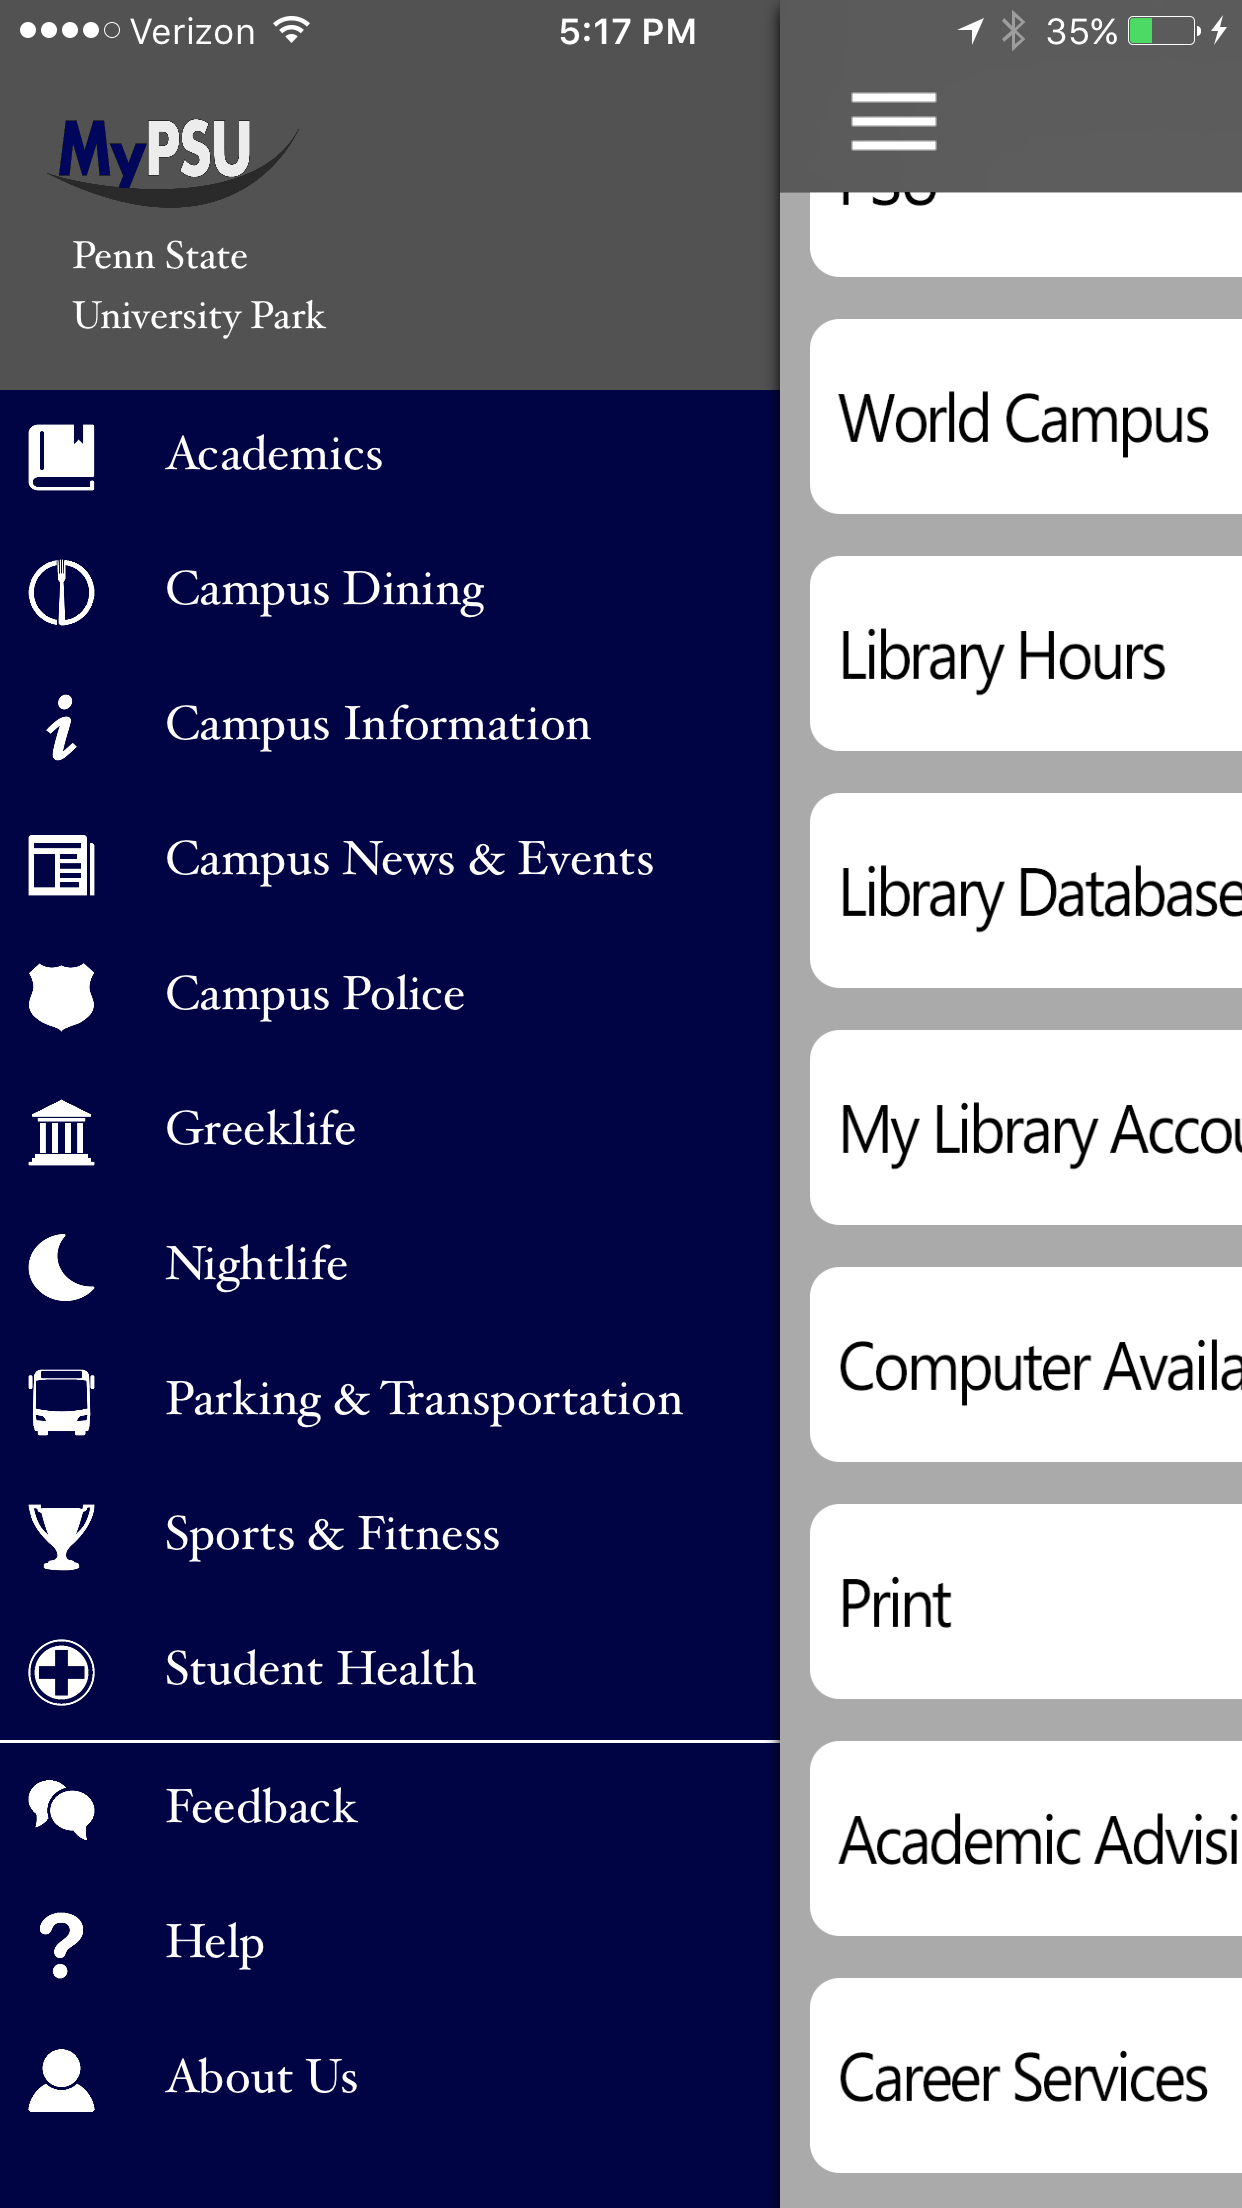 Verizon
5:17 PM
35%
MyPSU
Penn State
University Park
Academics
Campus Dining
Campus Information
Campus News & Events
Campus Police
Greeklife
Nightlife
Parking & Transportation
Sports & Fitness
Student Health
Feedback
Help
About Us
PSU
World Campus
Library Hours
Library Database
My Library Accou
Computer Availa
Print
Academic Advisi
Career Services